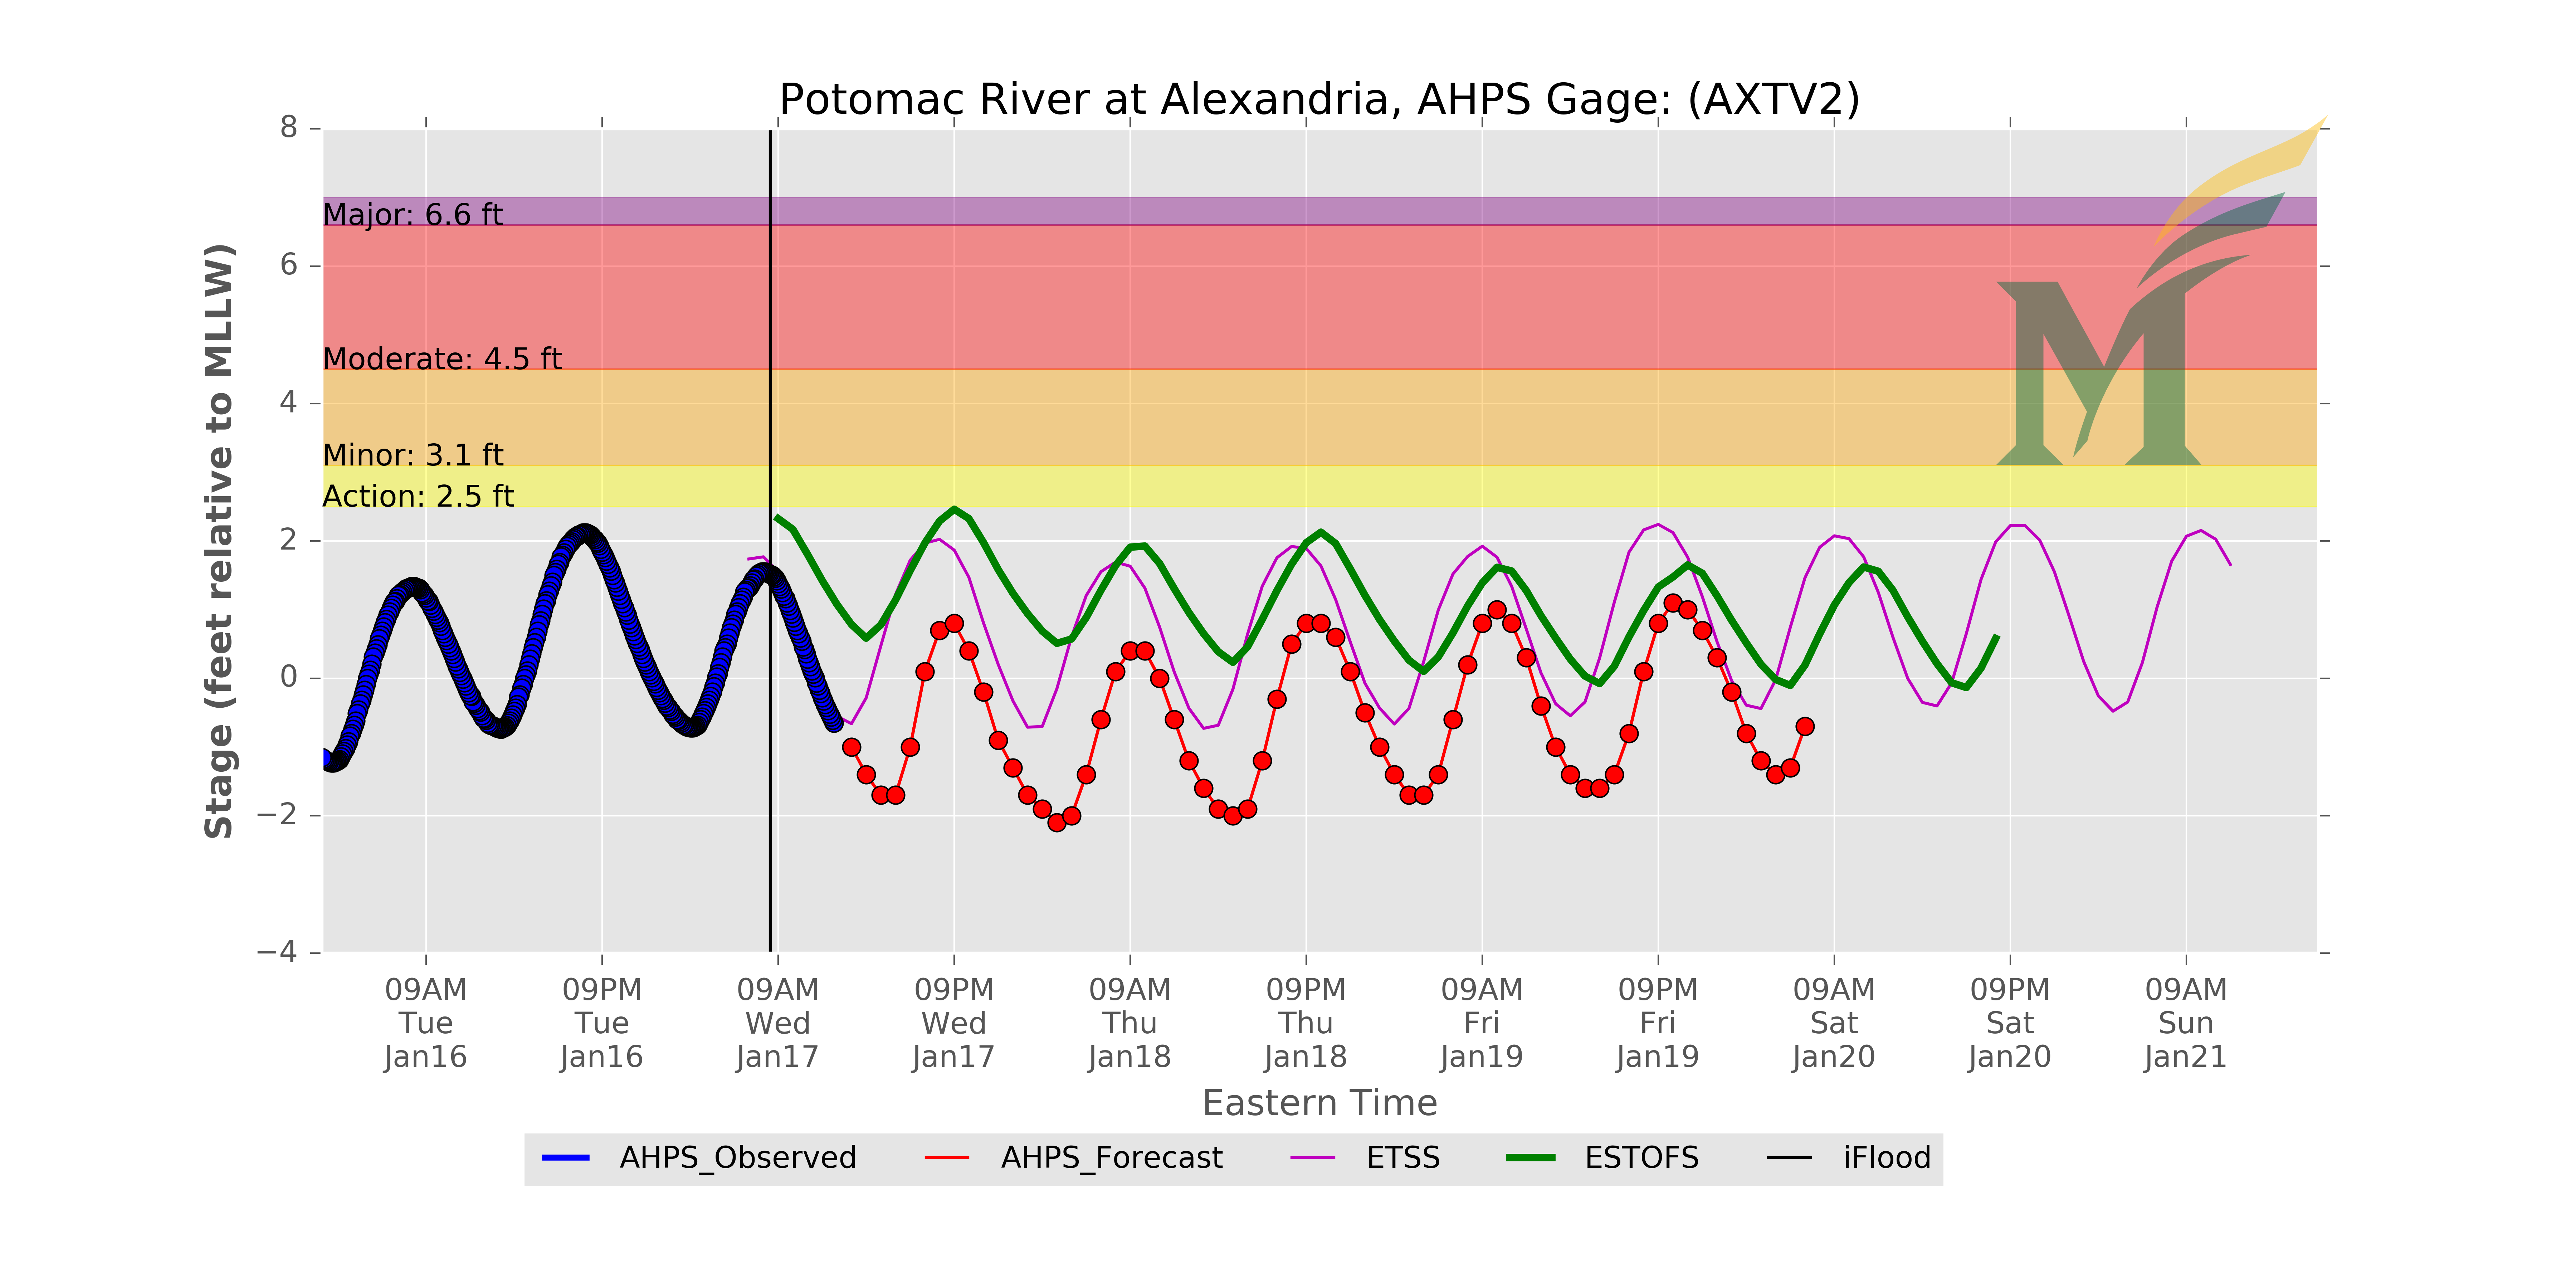 Potomac River at Alexandria, AHPS Gage: (AXTV2)
Stage (feet relative to MLLW)
8
6
4
2
0
−2
−4
Major: 6.6 ft
Moderate: 4.5 ft
Minor: 3.1 ft
Action: 2.5 ft
09AM Tue Jan16
09PM Tue Jan16
09AM Wed Jan17
09PM Wed Jan17
09AM Thu Jan18
09PM Thu Jan18
09AM Fri Jan19
09PM Fri Jan19
09AM Sat Jan20
09PM Sat Jan20
09AM Sun Jan21
Eastern Time
AHPS_Observed AHPS_Forecast ETSS ESTOFS iFlood